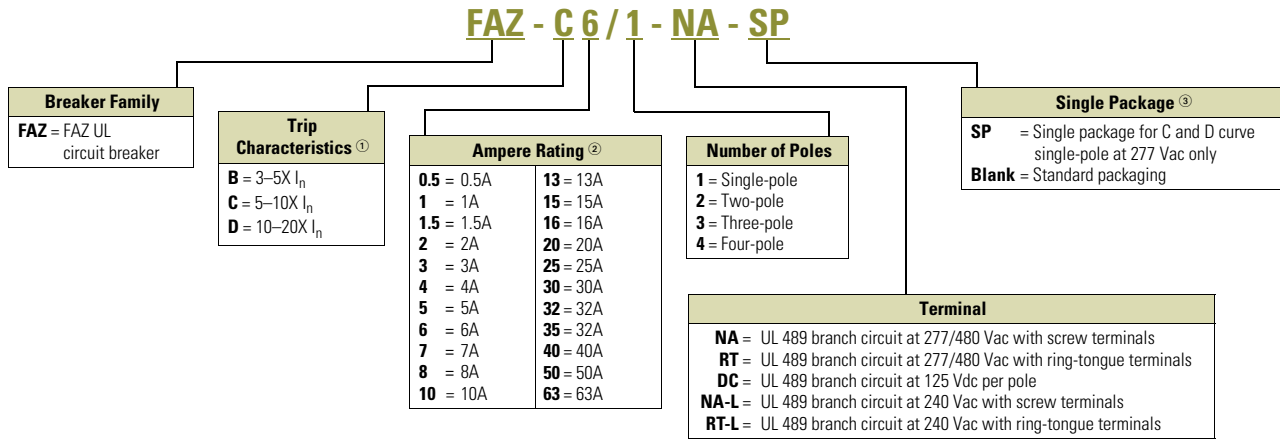 FAZ - C 6 / 1 - NA - SP
Breaker Family
FAZ = FAZ UL
circuit breaker
Trip
Characteristics ①
B = 3–5X In
C = 5–10X In
D = 10–20X In
Ampere Rating ②
0.5 = 0.5A
1 = 1A
1.5 = 1.5A
2 = 2A
3 = 3A
4 = 4A
5 = 5A
6 = 6A
7 = 7A
8 = 8A
10 = 10A
13 = 13A
15 = 15A
16 = 16A
20 = 20A
25 = 25A
30 = 30A
32 = 32A
35 = 32A
40 = 40A
50 = 50A
63 = 63A
Number of Poles
1 = Single-pole
2 = Two-pole
3 = Three-pole
4 = Four-pole
Terminal
NA = UL 489 branch circuit at 277/480 Vac with screw terminals
RT = UL 489 branch circuit at 277/480 Vac with ring-tongue terminals
DC = UL 489 branch circuit at 125 Vdc per pole
NA-L = UL 489 branch circuit at 240 Vac with screw terminals
RT-L = UL 489 branch circuit at 240 Vac with ring-tongue terminals
Single Package ③
SP = Single package for C and D curve
single-pole at 277 Vac only
Blank = Standard packaging